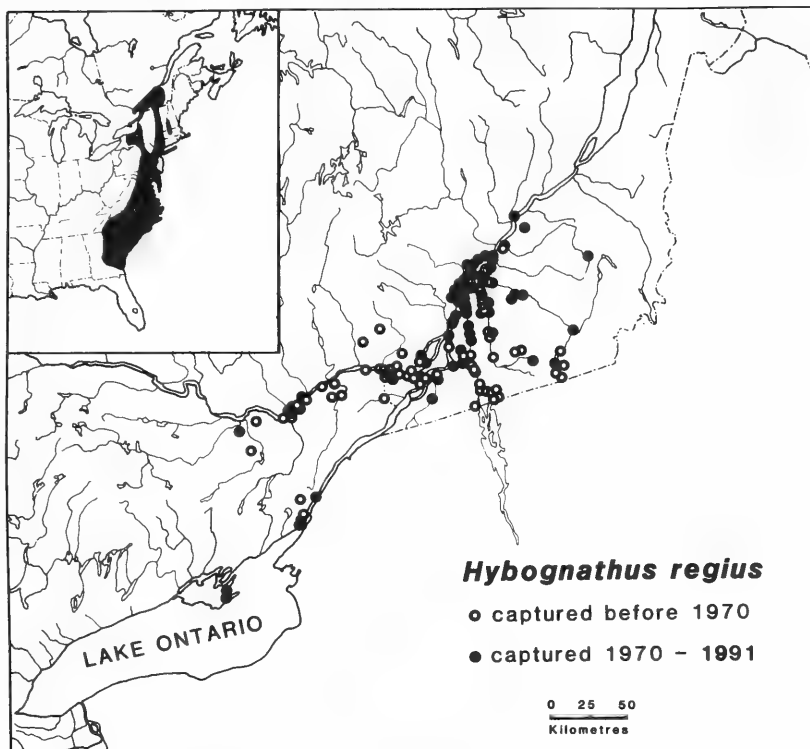 Hybognathus regius
captured before 1970
captured 1970 – 1991
LAKE ONTARIO
0 25 50
Kilometres